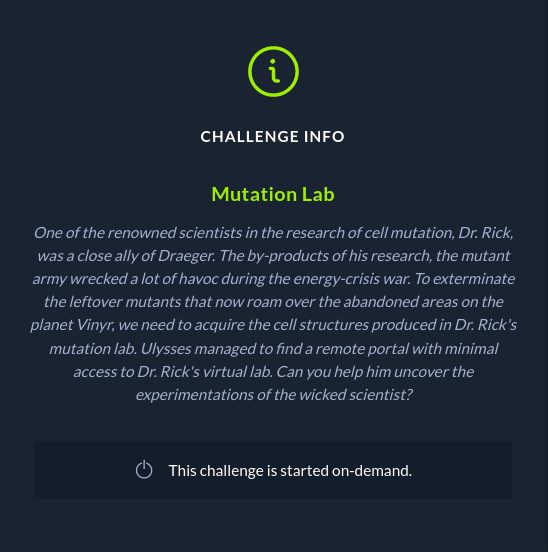 CHALLENGE INFO
Mutation Lab
One of the renowned scientists in the research of cell mutation, Dr. Rick,
was a close ally of Draeger. The by-products of his research, the mutant
army wrecked a lot of havoc during the energy-crisis war. To exterminate
the leftover mutants that now roam over the abandoned areas on the
planet Vinyr, we need to acquire the cell structures produced in Dr. Rick's
mutation lab. Ulysses managed to find a remote portal with minimal
access to Dr. Rick's virtual lab. Can you help him uncover the
experimentations of the wicked scientist?
This challenge is started on-demand.